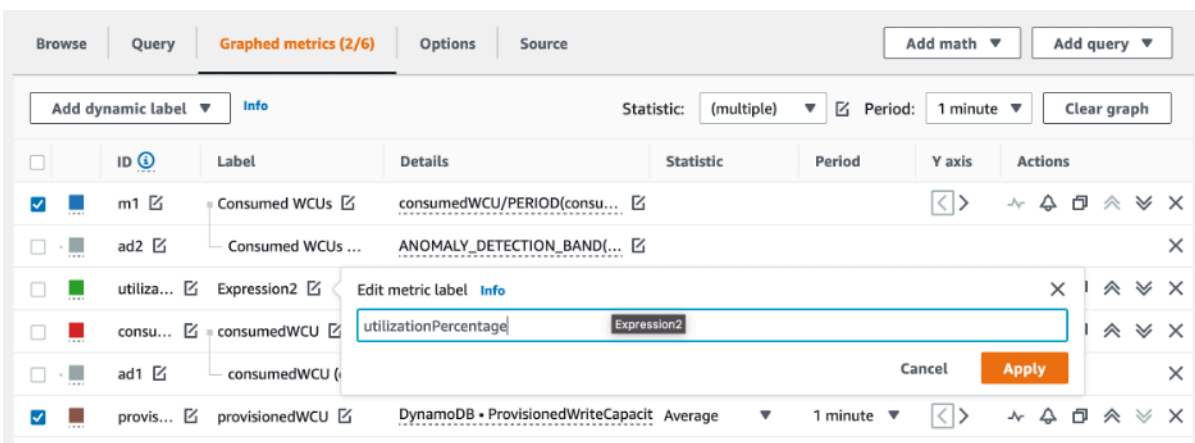 Browse Query Graphed metrics (2/6) Options Source Add math ▼ Add query ▼
Add dynamic label ▼ Info Statistic: (multiple) ▼ Period: 1 minute ▼ Clear graph
ID Label Details Statistic Period Y axis Actions
m1 Consumed WCUs consumedWCU/PERIOD(consu...
ad2 Consumed WCUs ... ANOMALY_DETECTION_BAND(...
utiliza... Expression2
Edit metric label Info
utilizationPercentage Expression2
consu... consumedWCU
Cancel Apply
ad1 consumedWCU (
provis... provisionedWCU DynamoDB • ProvisionedWriteCapacit Average ▼ 1 minute ▼